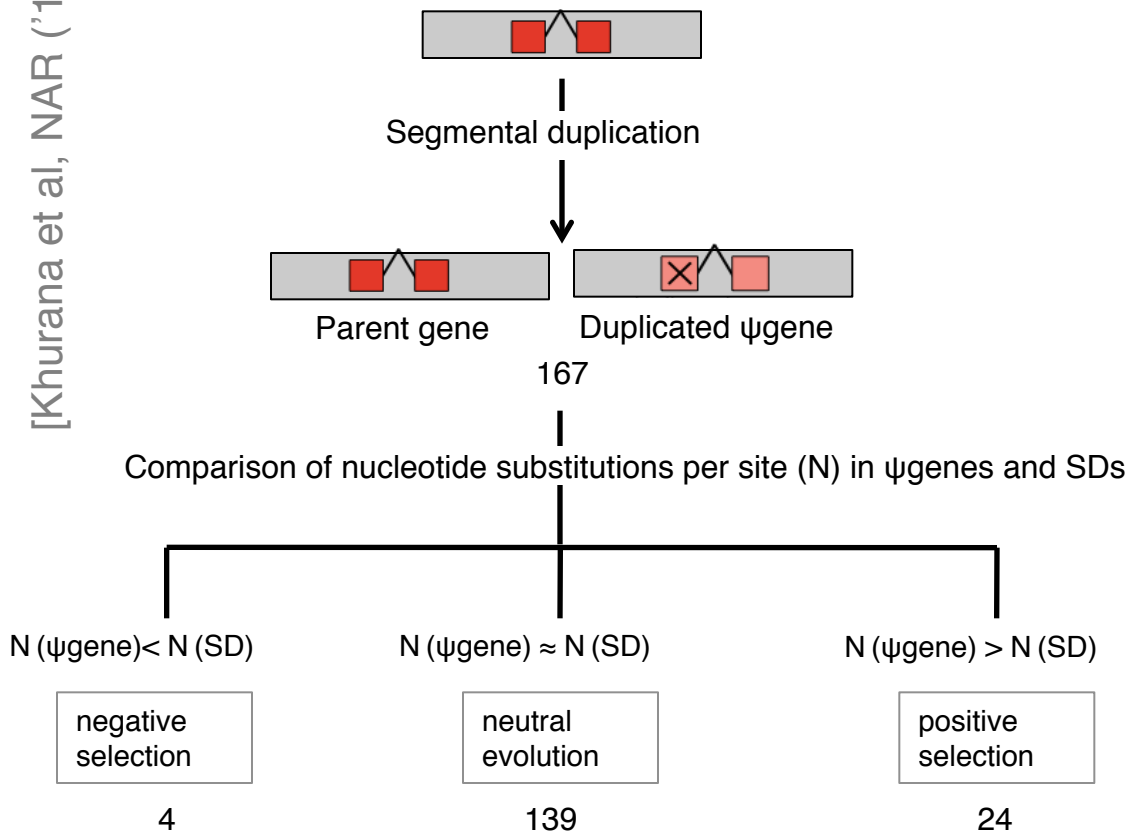 [Khurana et al, NAR ('1
Segmental duplication
Parent gene
Duplicated ψgene
167
Comparison of nucleotide substitutions per site (N) in ψgenes and SDs
N (ψgene)< N (SD)
N (ψgene) ≈ N (SD)
N (ψgene) > N (SD)
negative
selection
neutral
evolution
positive
selection
4
139
24